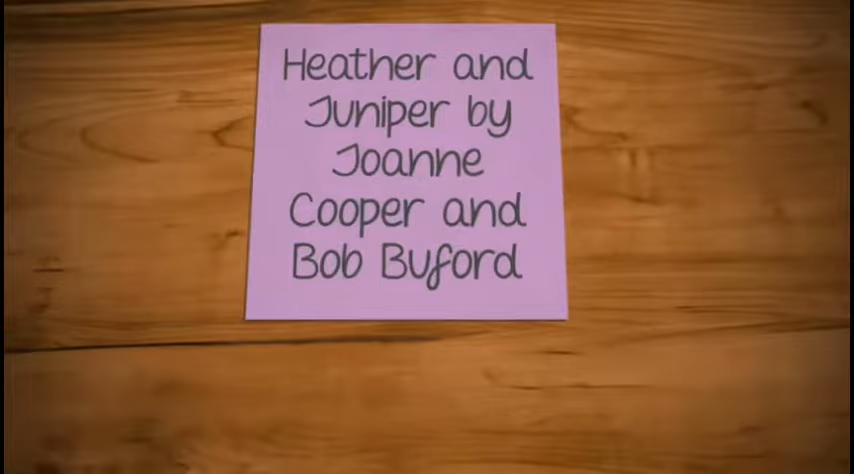 Heather and
Juniper by
Joanne
Cooper and
Bob Buford